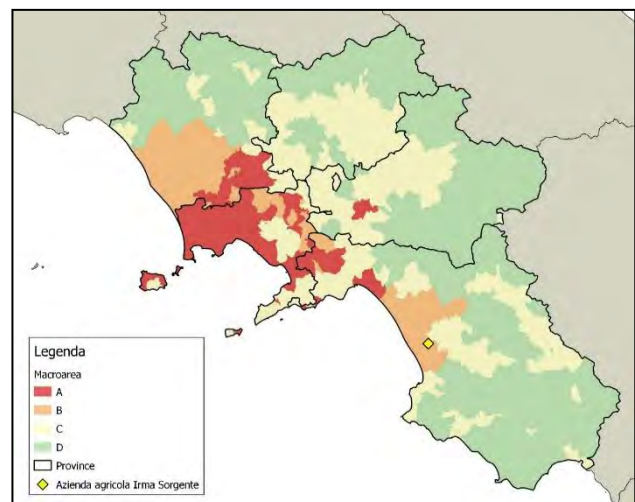 Legenda
Macroarea
A
B
C
D
Province
Azienda agricola Irma Sorgente